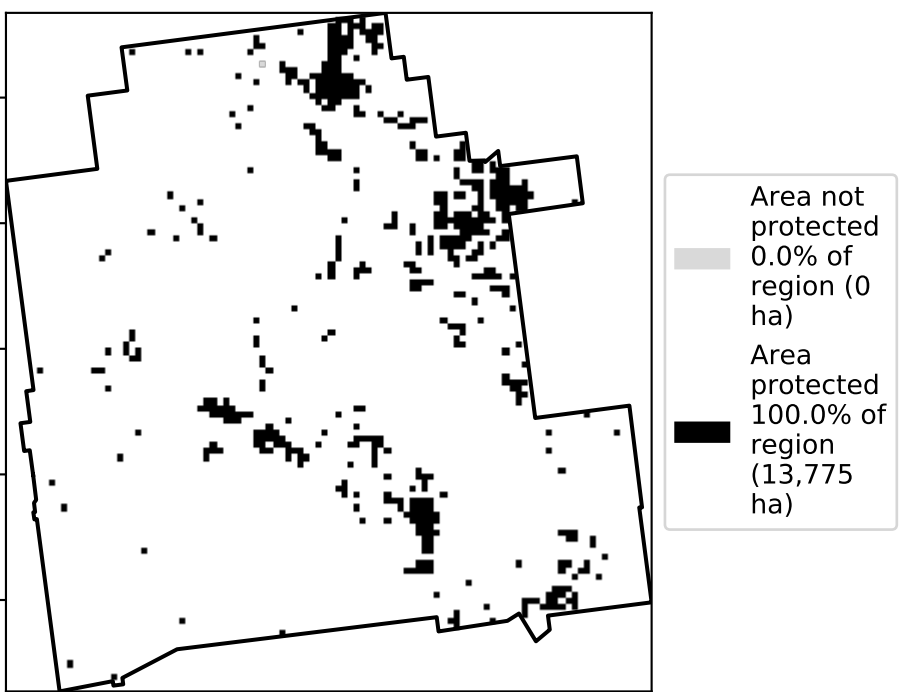 Area not
protected
0.0% of
region (0
ha)
Area
protected
100.0% of
region
(13,775
ha)